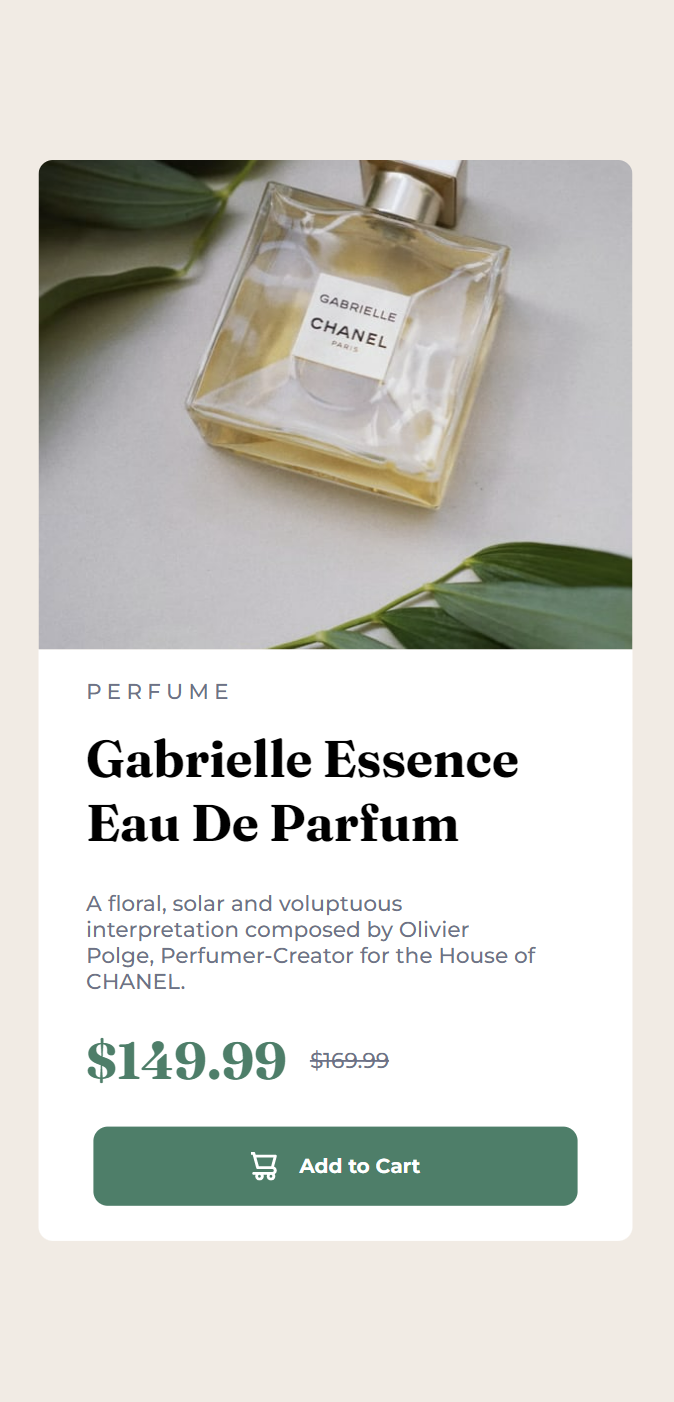 GABRIELLE
CHANEL
PARIS
PERFUME
Gabrielle Essence
Eau De Parfum
A floral, solar and voluptuous
interpretation composed by Olivier
Polge, Perfumer-Creator for the House of
CHANEL.
$149.99 $169.99
Add to Cart